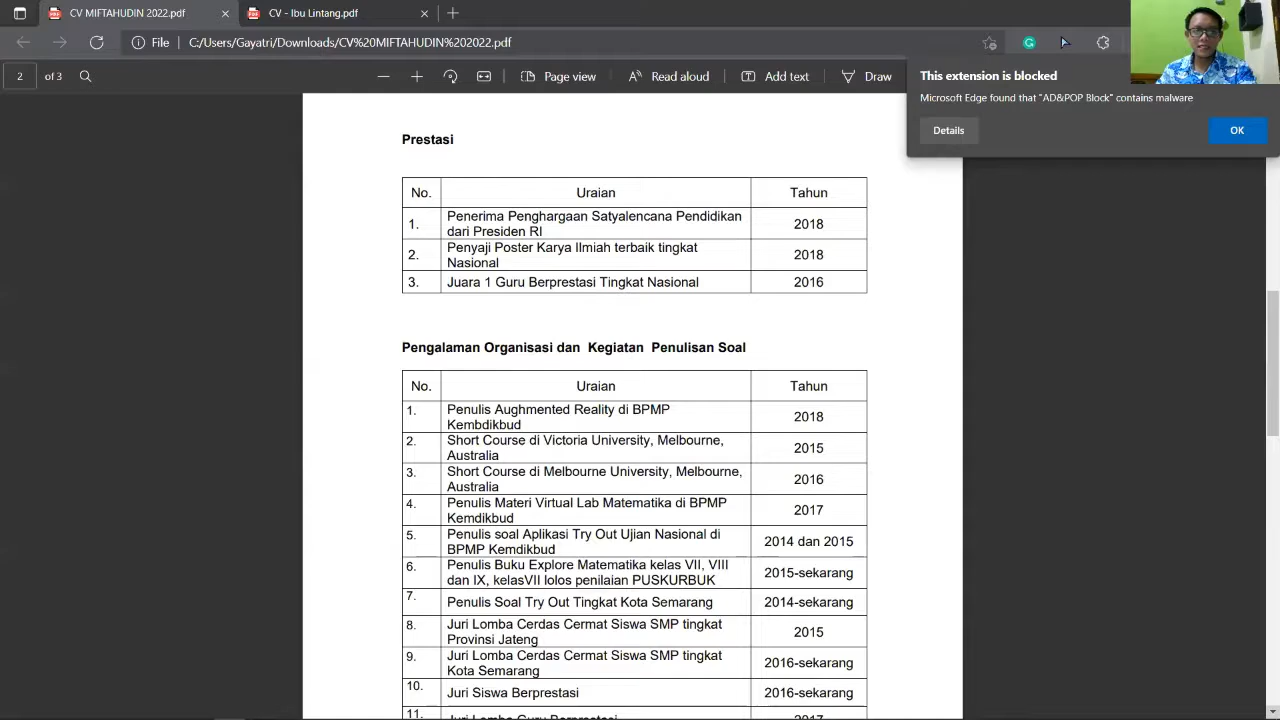 CV MIFTAHUDIN 2022.pdf
CV - Ibu Lintang.pdf
File
C:/Users/Gayatri/Downloads/CV%20MIFTAHUDIN%202022.pdf
2 of 3
Page view
Read aloud
Add text
Draw
This extension is blocked
Microsoft Edge found that "AD&POP Block" contains malware
Details
OK
Prestasi
No. Uraian Tahun
1. Penerima Penghargaan Satyalencana Pendidikan
dari Presiden RI
2018
2. Penyaji Poster Karya Ilmiah terbaik tingkat
Nasional
2018
3. Juara 1 Guru Berprestasi Tingkat Nasional 2016
Pengalaman Organisasi dan Kegiatan Penulisan Soal
No. Uraian Tahun
1. Penulis Aughmented Reality di BPMP
Kembdikbud
2018
2. Short Course di Victoria University, Melbourne,
Australia
2015
3. Short Course di Melbourne University, Melbourne,
Australia
2016
4. Penulis Materi Virtual Lab Matematika di BPMP
Kemdikbud
2017
5. Penulis soal Aplikasi Try Out Ujian Nasional di
BPMP Kemdikbud
2014 dan 2015
6. Penulis Buku Explore Matematika kelas VII, VIII
dan IX, kelasVII lolos penilaian PUSKURBUK
2015-sekarang
7. Penulis Soal Try Out Tingkat Kota Semarang 2014-sekarang
8. Juri Lomba Cerdas Cermat Siswa SMP tingkat
Provinsi Jateng
2015
9. Juri Lomba Cerdas Cermat Siswa SMP tingkat
Kota Semarang
2016-sekarang
10. Juri Siswa Berprestasi 2016-sekarang
11. Juri Lomba Guru Berprestasi 2017